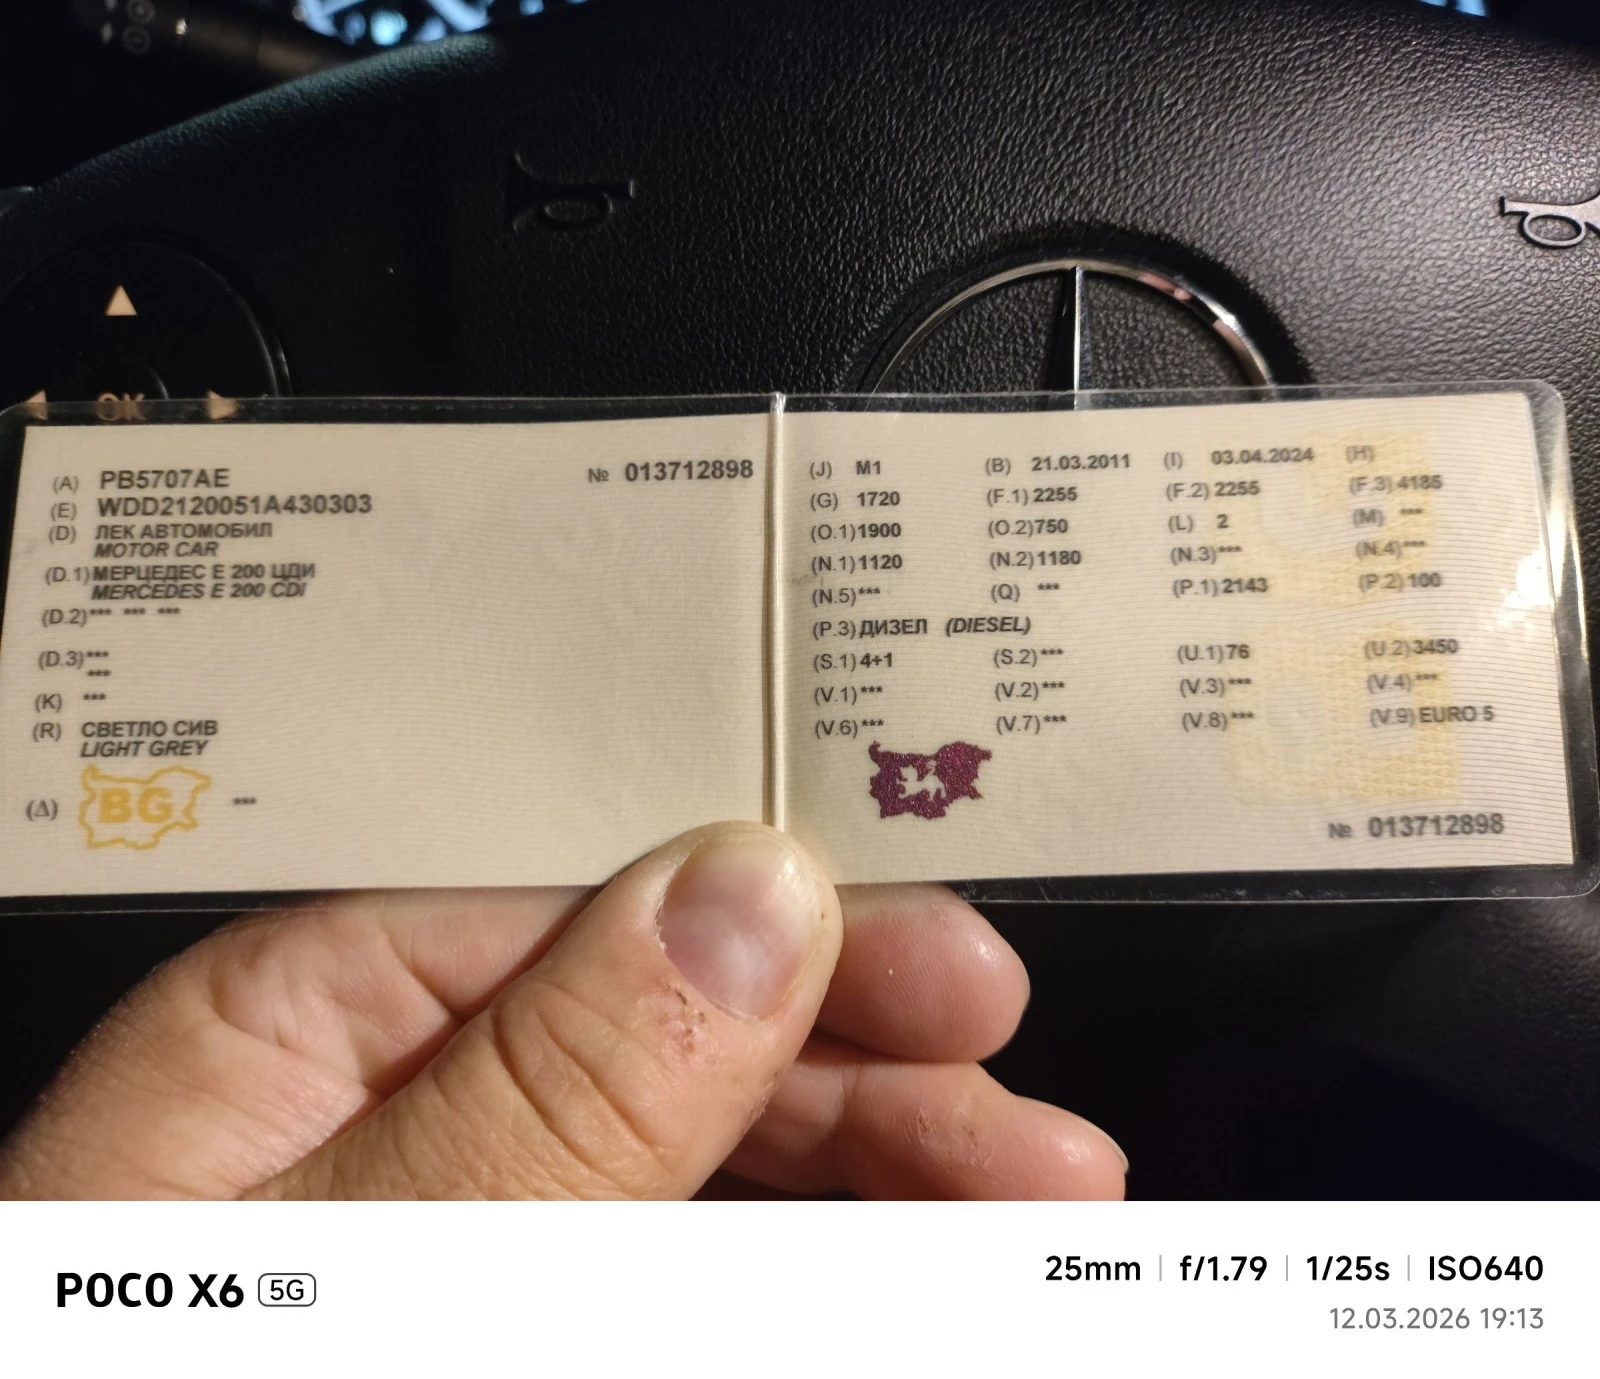 OK
(A) PB5707AE № 013712898
(E) WDD2120051A430303
(D) ЛЕК АВТОМОБИЛ
MOTOR CAR
(D.1) МЕРЦЕДЕС Е 200 ЦДИ
MERCEDES E 200 CDI
(D.2) *** *** ***
(D.3) ***
***
(K) ***
(R) СВЕТЛО СИВ
LIGHT GREY
(Δ) BG ***
(J) M1 (B) 21.03.2011 (I) 03.04.2024 (H)
(G) 1720 (F.1) 2255 (F.2) 2255 (F.3) 4185
(O.1) 1900 (O.2) 750 (L) 2 (M) ***
(N.1) 1120 (N.2) 1180 (N.3) *** (N.4) ***
(N.5) *** (Q) *** (P.1) 2143 (P.2) 100
(P.3) ДИЗЕЛ (DIESEL)
(S.1) 4+1 (S.2) *** (U.1) 76 (U.2) 3450
(V.1) *** (V.2) *** (V.3) *** (V.4) ***
(V.6) *** (V.7) *** (V.8) *** (V.9) EURO 5
№ 013712898
POCO X6 5G
25mm | f/1.79 | 1/25s | ISO640
12.03.2026 19:13